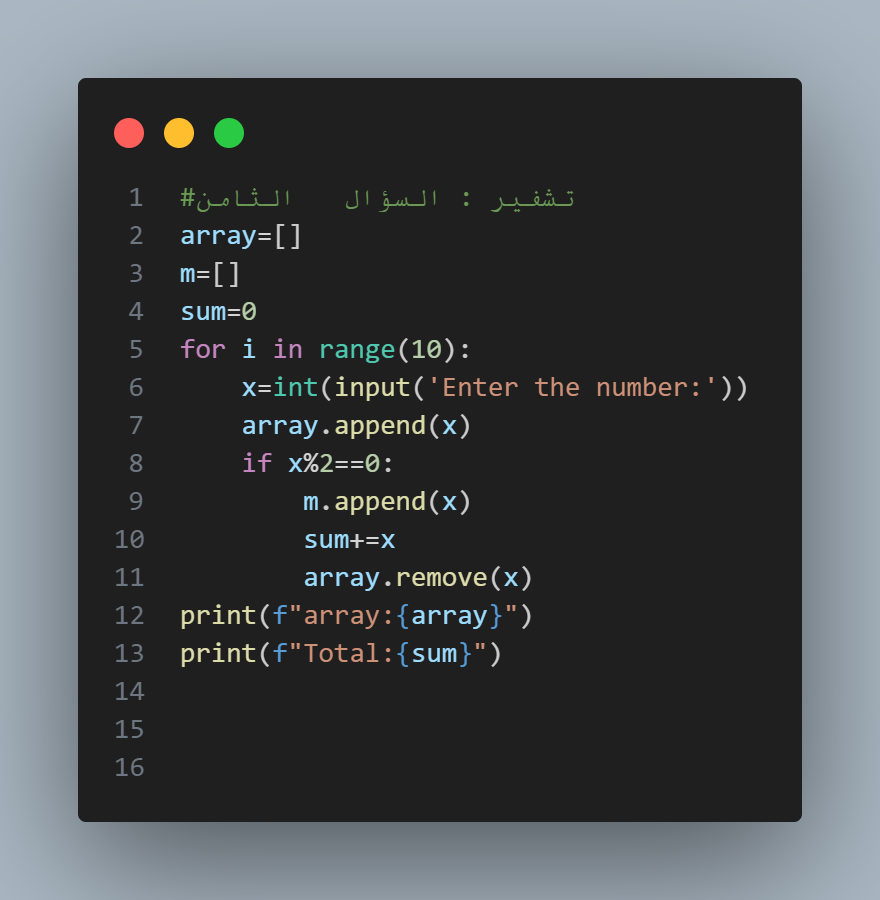 1 #تشفير : السؤال   الثامن
2 array=[]
3 m=[]
4 sum=0
5 for i in range(10):
6     x=int(input('Enter the number:'))
7     array.append(x)
8     if x%2==0:
9         m.append(x)
10         sum+=x
11         array.remove(x)
12 print(f"array:{array}")
13 print(f"Total:{sum}")
14
15
16